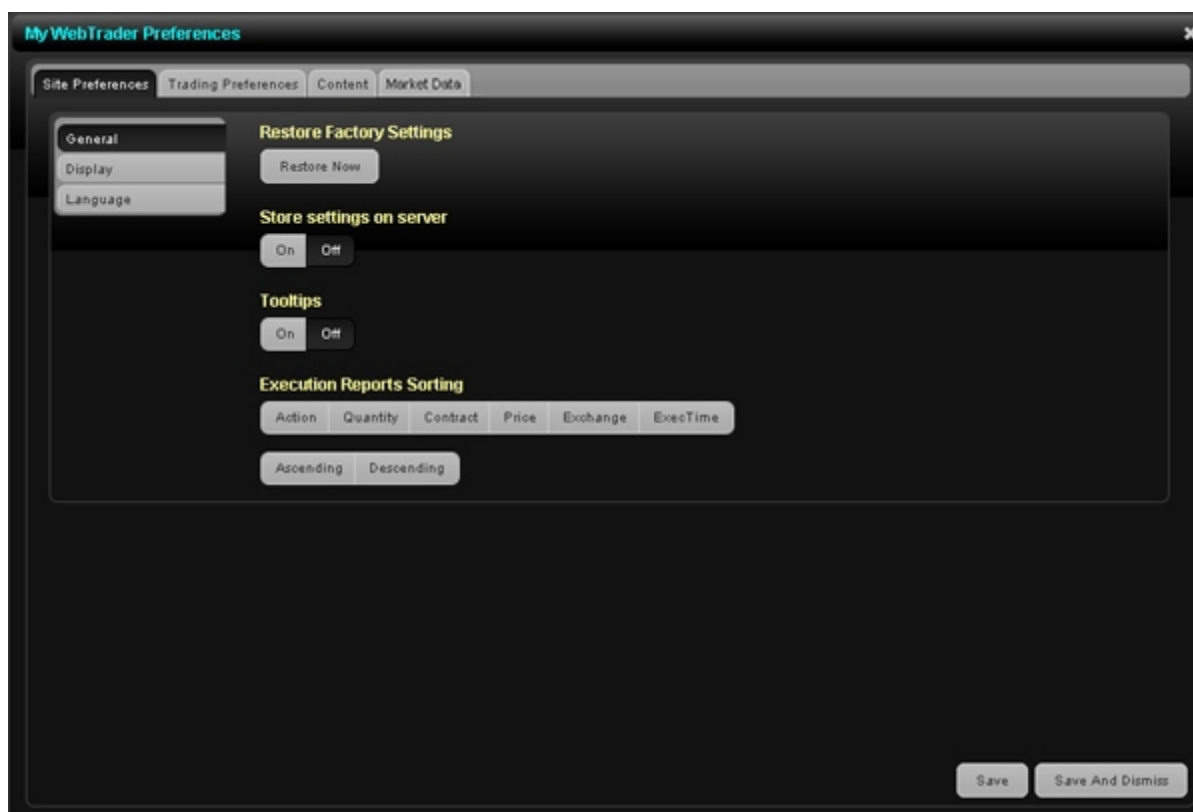 My WebTrader Preferences
Site Preferences Trading Preferences Content Market Data
General
Display
Language
Restore Factory Settings
Restore Now
Store settings on server
On Off
Tooltips
On Off
Execution Reports Sorting
Action Quantity Contract Price Exchange ExecTime
Ascending Descending
Save Save And Dismiss